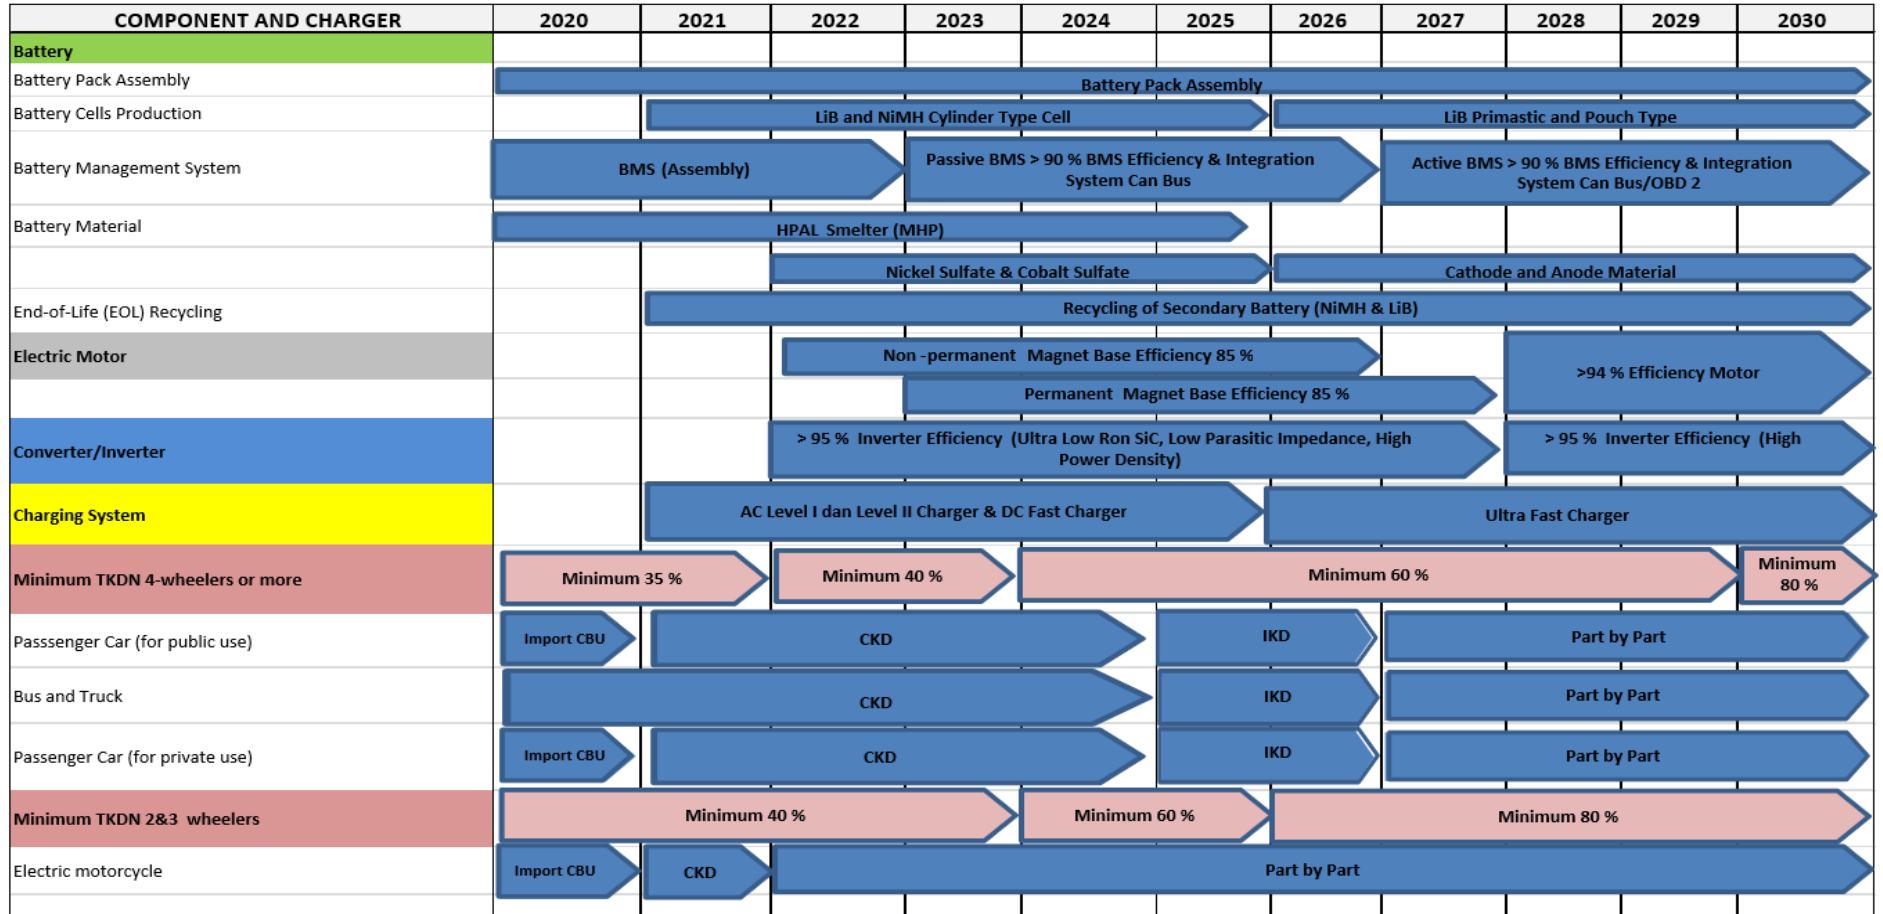 COMPONENT AND CHARGER 2020 2021 2022 2023 2024 2025 2026 2027 2028 2029 2030
Battery
Battery Pack Assembly Battery Pack Assembly
Battery Cells Production LiB and NiMH Cylinder Type Cell LiB Primastic and Pouch Type
Battery Management System BMS (Assembly)
Passive BMS > 90 % BMS Efficiency & Integration
System Can Bus
Active BMS > 90 % BMS Efficiency & Integration
System Can Bus/OBD 2
Battery Material HPAL Smelter (MHP)
Nickel Sulfate & Cobalt Sulfate Cathode and Anode Material
End-of-Life (EOL) Recycling Recycling of Secondary Battery (NiMH & LiB)
Electric Motor Non -permanent Magnet Base Efficiency 85 %
>94 % Efficiency Motor
Permanent Magnet Base Efficiency 85 %
Converter/Inverter
> 95 % Inverter Efficiency (Ultra Low Ron SiC, Low Parasitic Impedance, High
Power Density)
> 95 % Inverter Efficiency (High
Charging System AC Level I dan Level II Charger & DC Fast Charger Ultra Fast Charger
Minimum TKDN 4-wheelers or more Minimum 35 % Minimum 40 % Minimum 60 %
Minimum
80 %
Passsenger Car (for public use) Import CBU CKD IKD Part by Part
Bus and Truck CKD IKD Part by Part
Passenger Car (for private use) Import CBU CKD IKD Part by Part
Minimum TKDN 2&3 wheelers Minimum 40 % Minimum 60 % Minimum 80 %
Electric motorcycle Import CBU CKD Part by Part